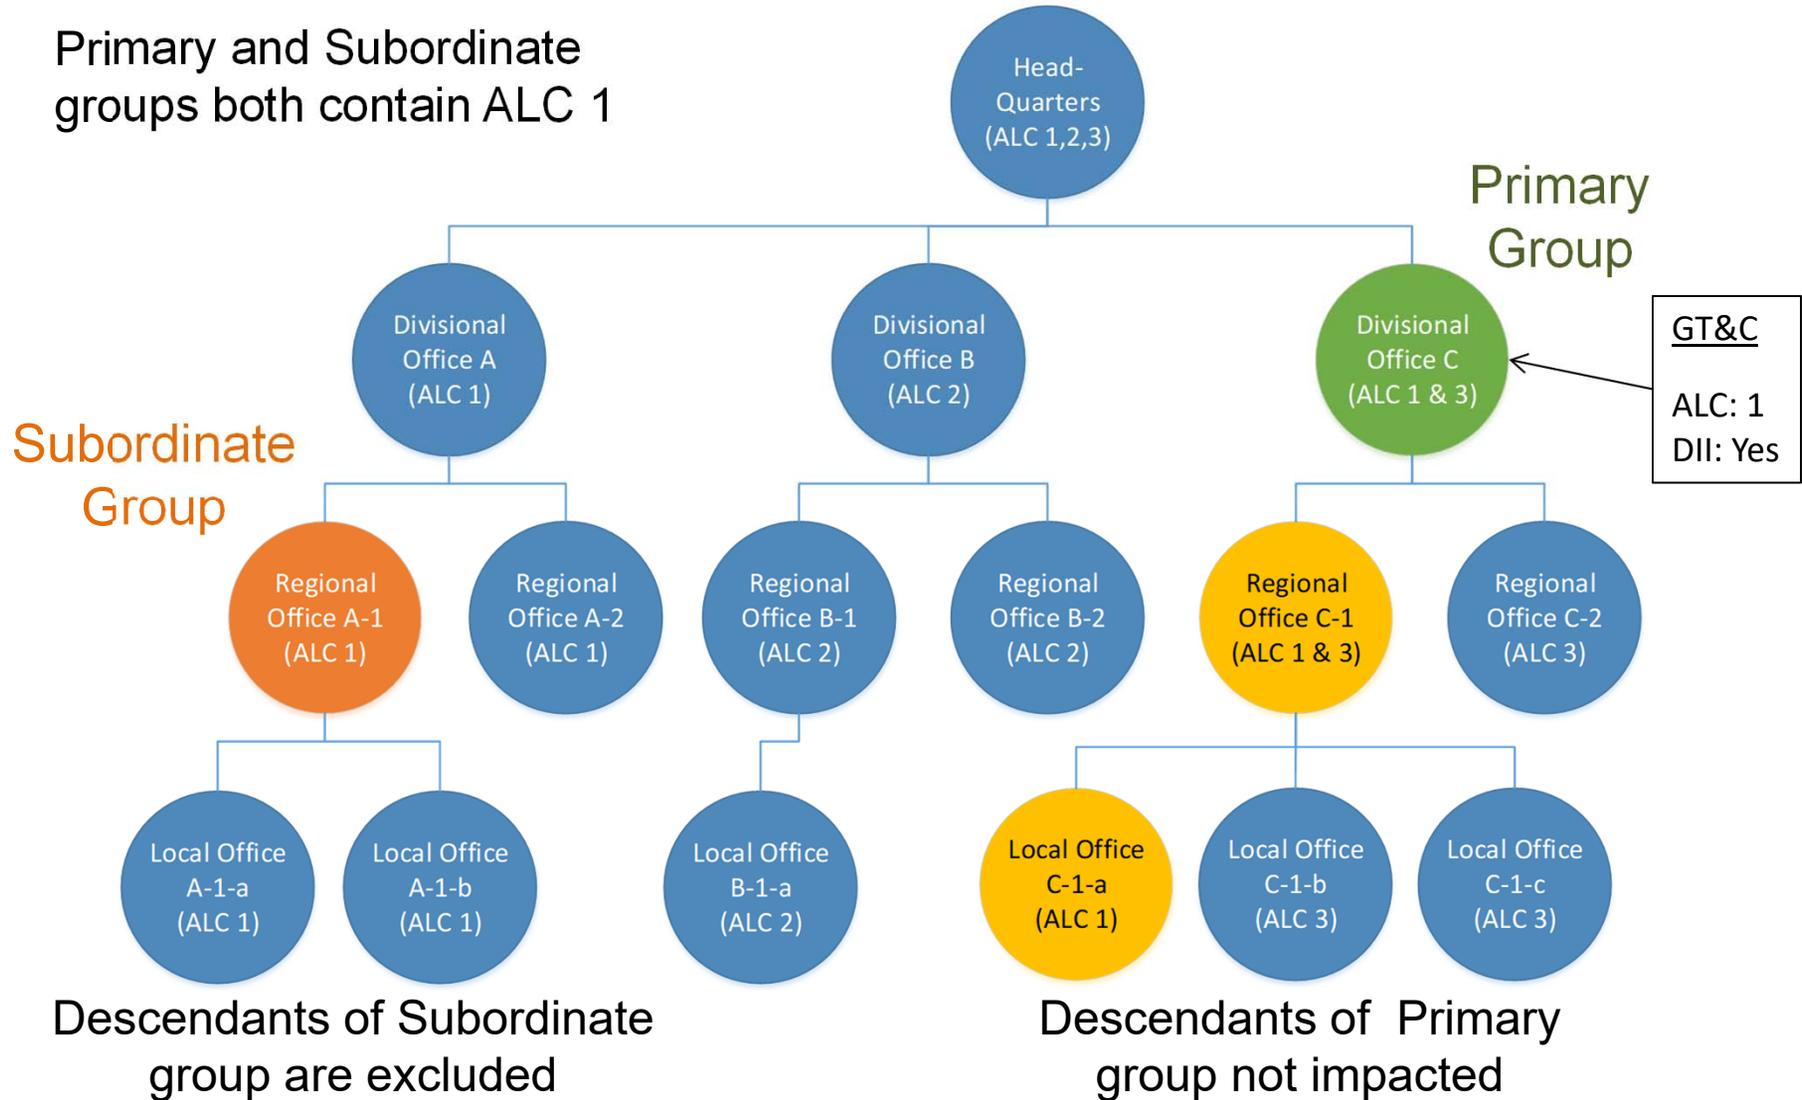 Primary and Subordinate
groups both contain ALC 1
Head-
Quarters
(ALC 1,2,3)
Primary
Group
Divisional
Office A
(ALC 1)
Divisional
Office B
(ALC 2)
Divisional
Office C
(ALC 1 & 3)
GT&C
ALC: 1
DII: Yes
Subordinate
Group
Regional
Office A-1
(ALC 1)
Regional
Office A-2
(ALC 1)
Regional
Office B-1
(ALC 2)
Regional
Office B-2
(ALC 2)
Regional
Office C-1
(ALC 1 & 3)
Regional
Office C-2
(ALC 3)
Local Office
A-1-a
(ALC 1)
Local Office
A-1-b
(ALC 1)
Local Office
B-1-a
(ALC 2)
Local Office
C-1-a
(ALC 1)
Local Office
C-1-b
(ALC 3)
Local Office
C-1-c
(ALC 3)
Descendants of Subordinate
group are excluded
Descendants of  Primary
group not impacted